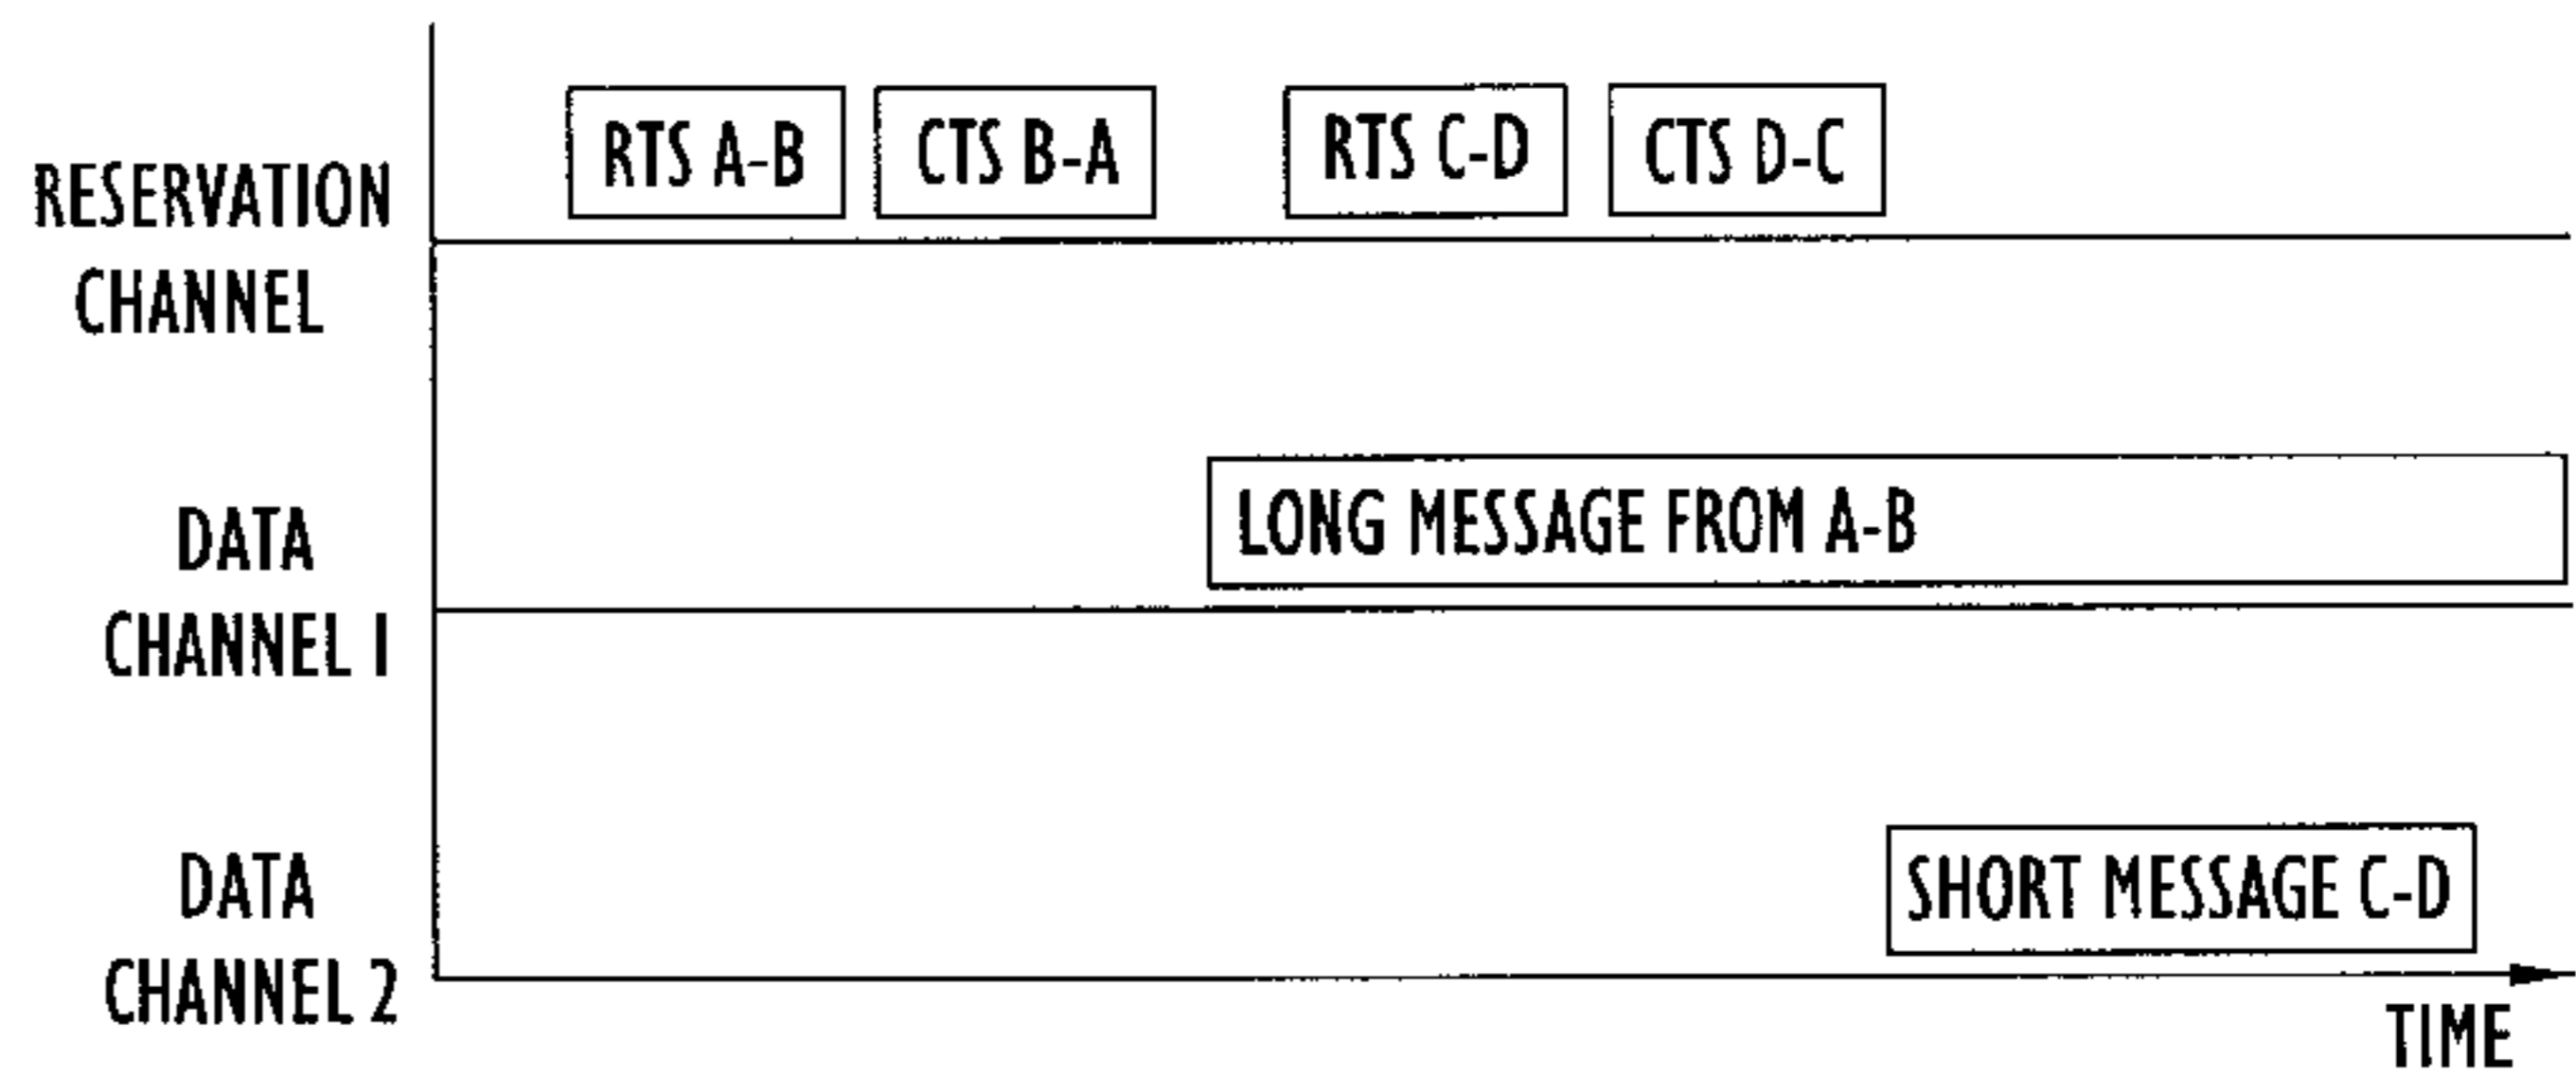 RTS A-B
CTS B-A
RTS C-D
CTS D-C
RESERVATION
CHANNEL
LONG MESSAGE FROM A-B
DATA
CHANNEL 1
SHORT MESSAGE C-D
DATA
CHANNEL 2
TIME